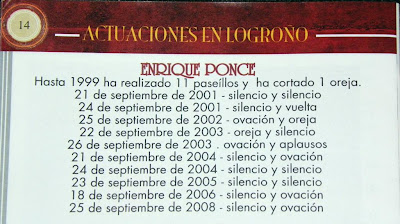 14
ACTUACIONES EN LOGROÑO
ENRIQUE PONCE
Hasta 1999 ha realizado 11 paseíllos y ha cortado 1 oreja.
21 de septiembre de 2001 - silencio y silencio
24 de septiembre de 2001 - silencio y vuelta
25 de septiembre de 2002 - ovación y oreja
22 de septiembre de 2003 - oreja y silencio
26 de septiembre de 2003 . ovación y aplausos
21 de septiembre de 2004 - silencio y ovación
24 de septiembre de 2004 - silencio y silencio
23 de septiembre de 2005 - silencio y silencio
18 de septiembre de 2006 - silencio y ovación
25 de septiembre de 2008 - silencio y ovación